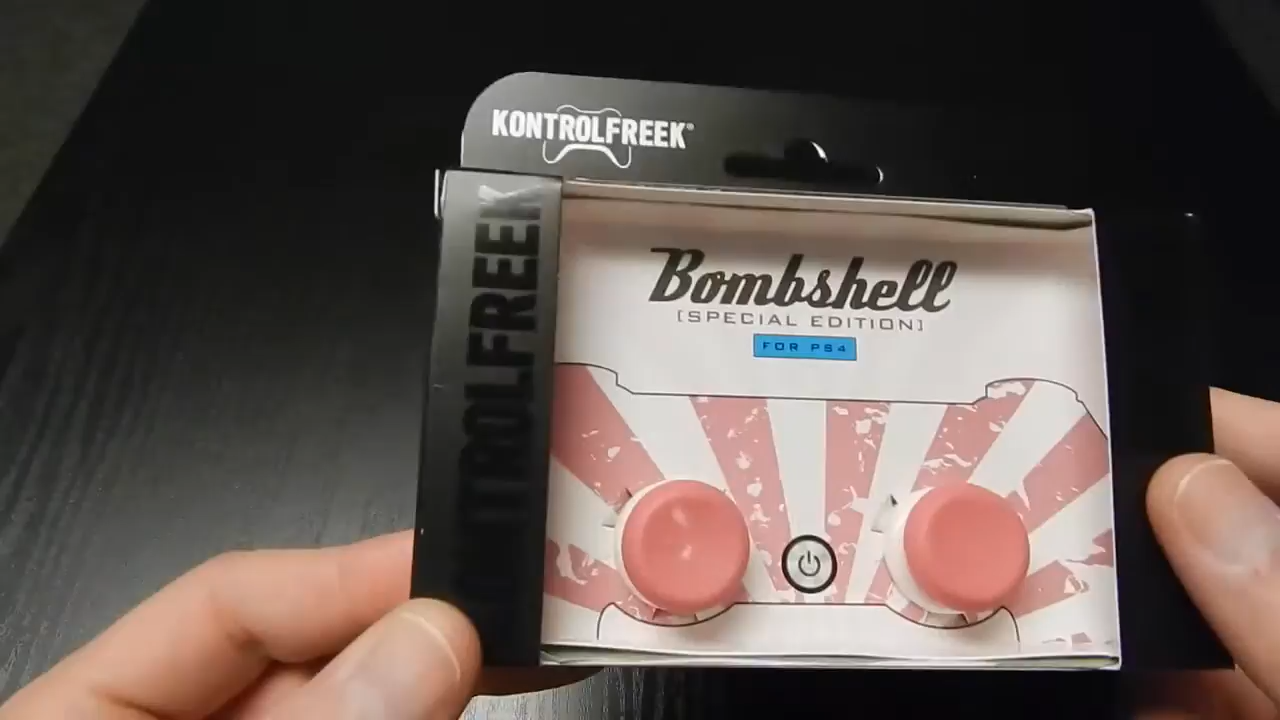 KONTROLFREEK®
KONTROLFREEK
Bombshell
[SPECIAL EDITION]
FOR PS4